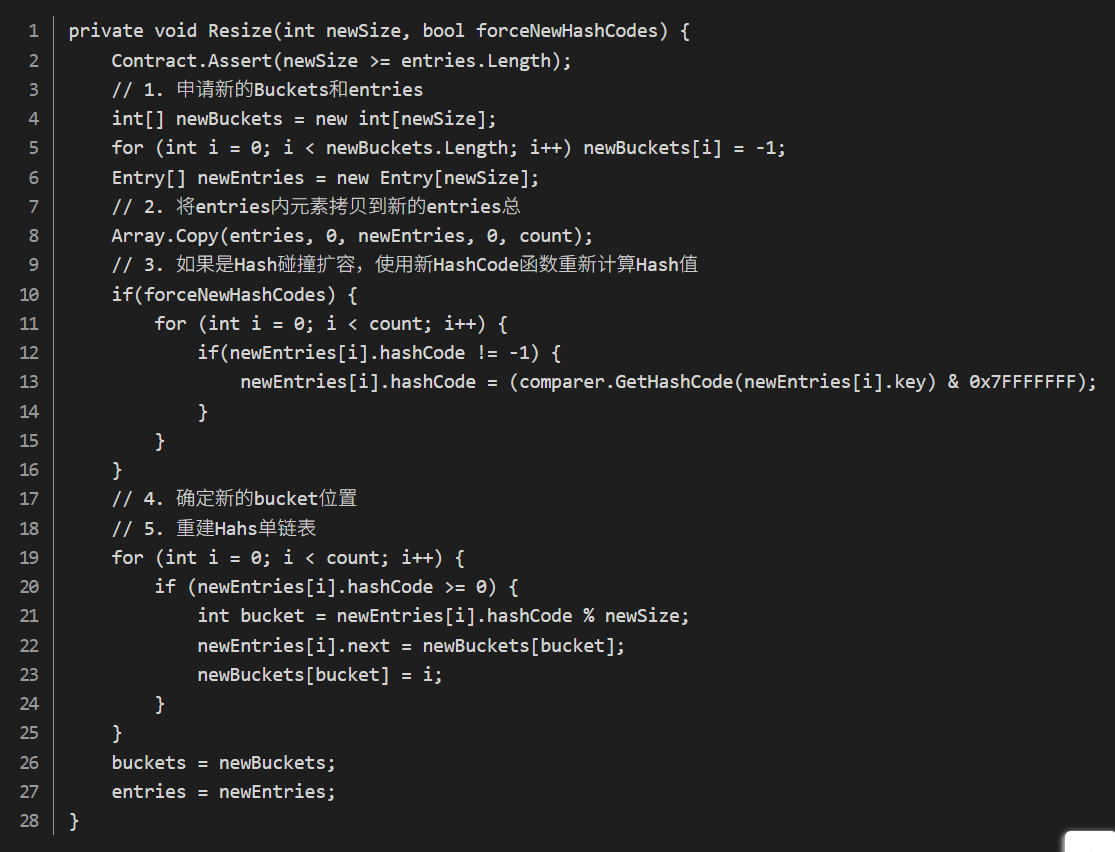 1 private void Resize(int newSize, bool forceNewHashCodes) {
2     Contract.Assert(newSize >= entries.Length);
3     // 1. 申请新的Buckets和entries
4     int[] newBuckets = new int[newSize];
5     for (int i = 0; i < newBuckets.Length; i++) newBuckets[i] = -1;
6     Entry[] newEntries = new Entry[newSize];
7     // 2. 将entries内元素拷贝到新的entries总
8     Array.Copy(entries, 0, newEntries, 0, count);
9     // 3. 如果是Hash碰撞扩容，使用新HashCode函数重新计算Hash值
10     if(forceNewHashCodes) {
11         for (int i = 0; i < count; i++) {
12             if(newEntries[i].hashCode != -1) {
13                 newEntries[i].hashCode = (comparer.GetHashCode(newEntries[i].key) & 0x7FFFFFFF);
14             }
15         }
16     }
17     // 4. 确定新的bucket位置
18     // 5. 重建Hahs单链表
19     for (int i = 0; i < count; i++) {
20         if (newEntries[i].hashCode >= 0) {
21             int bucket = newEntries[i].hashCode % newSize;
22             newEntries[i].next = newBuckets[bucket];
23             newBuckets[bucket] = i;
24         }
25     }
26     buckets = newBuckets;
27     entries = newEntries;
28 }